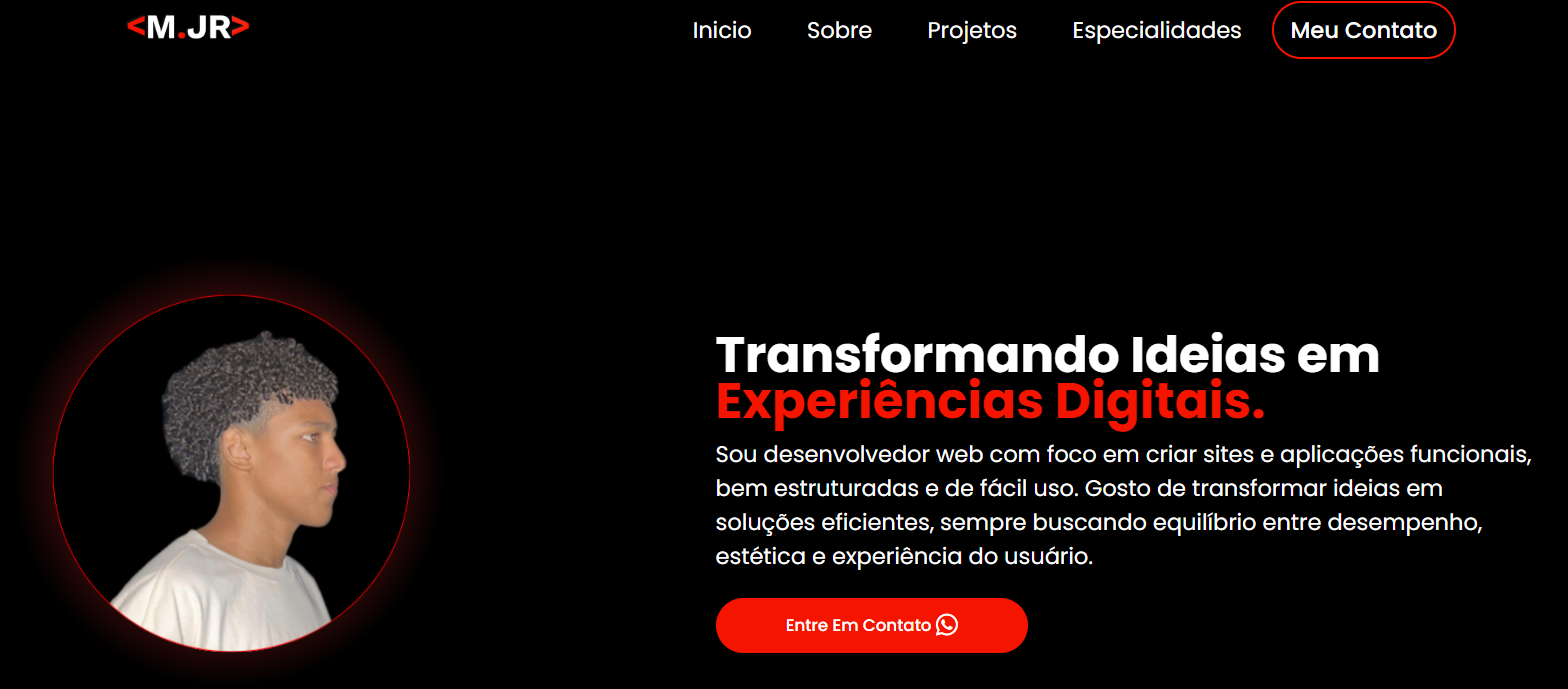 <M.JR>
Inicio Sobre Projetos Especialidades Meu Contato
Transformando Ideias em
Experiências Digitais.
Sou desenvolvedor web com foco em criar sites e aplicações funcionais,
bem estruturadas e de fácil uso. Gosto de transformar ideias em
soluções eficientes, sempre buscando equilíbrio entre desempenho,
estética e experiência do usuário.
Entre Em Contato